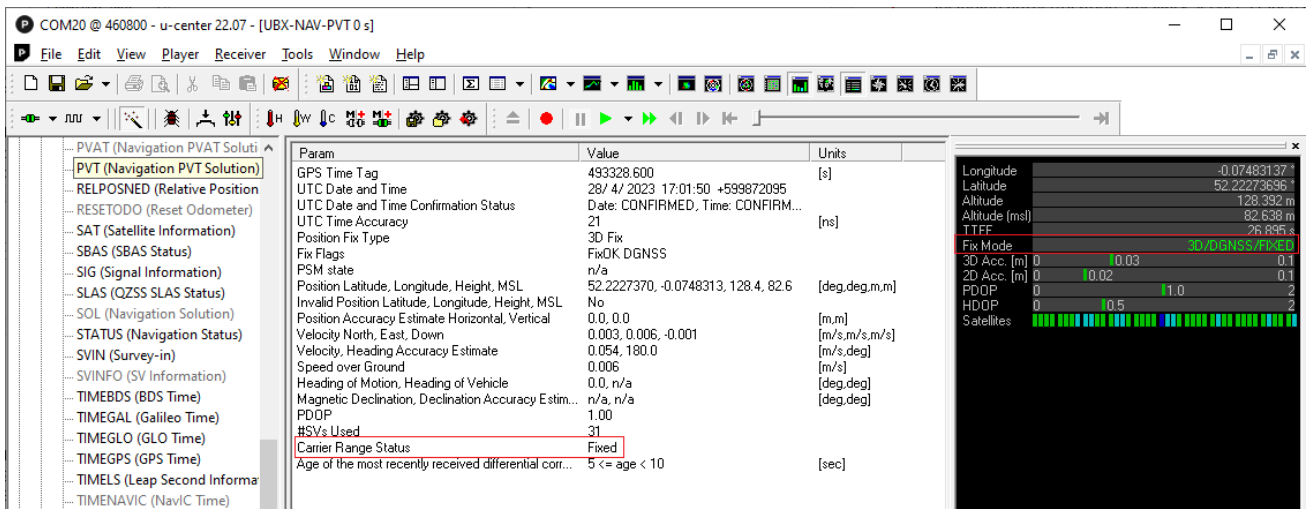 COM20 @ 460800 - u-center 22.07 - [UBX-NAV-PVT 0 s]
File Edit View Player Receiver Tools Window Help
PVAT (Navigation PVAT Soluti
PVT (Navigation PVT Solution)
RELPOSNED (Relative Position
RESETODO (Reset Odometer)
SAT (Satellite Information)
SBAS (SBAS Status)
SIG (Signal Information)
SLAS (QZSS SLAS Status)
SOL (Navigation Solution)
STATUS (Navigation Status)
SVIN (Survey-in)
SVINFO (SV Information)
TIMEBDS (BDS Time)
TIMEGAL (Galileo Time)
TIMEGLO (GLO Time)
TIMEGPS (GPS Time)
TIMELS (Leap Second Informa
TIMENAVIC (NavIC Time)
Param Value Units
GPS Time Tag 493328.600 [s]
UTC Date and Time 28/ 4/ 2023 17:01:50 +599872095
UTC Date and Time Confirmation Status Date: CONFIRMED, Time: CONFIRM...
UTC Time Accuracy 21 [ns]
Position Fix Type 3D Fix
Fix Flags FixOK DGNSS
PSM state n/a
Position Latitude, Longitude, Height, MSL 52.2227370, -0.0748313, 128.4, 82.6 [deg,deg,m,m]
Invalid Position Latitude, Longitude, Height, MSL No
Position Accuracy Estimate Horizontal, Vertical 0.0, 0.0 [m,m]
Velocity North, East, Down 0.003, 0.006, -0.001 [m/s,m/s,m/s]
Velocity, Heading Accuracy Estimate 0.054, 180.0 [m/s,deg]
Speed over Ground 0.006 [m/s]
Heading of Motion, Heading of Vehicle 0.0, n/a [deg,deg]
Magnetic Declination, Declination Accuracy Estim... n/a, n/a [deg,deg]
PDOP 1.00
#SVs Used 31
Carrier Range Status Fixed
Age of the most recently received differential corr... 5 <= age < 10 [sec]
Longitude -0.07483137 °
Latitude 52.22273696 °
Altitude 128.392 m
Altitude (msl) 82.638 m
TTFF 26.895 s
Fix Mode 3D/DGNSS/FIXED
3D Acc. [m] 0 0.03 0.1
2D Acc. [m] 0 0.02 0.1
PDOP 0 1.0 2
HDOP 0 0.5 2
Satellites